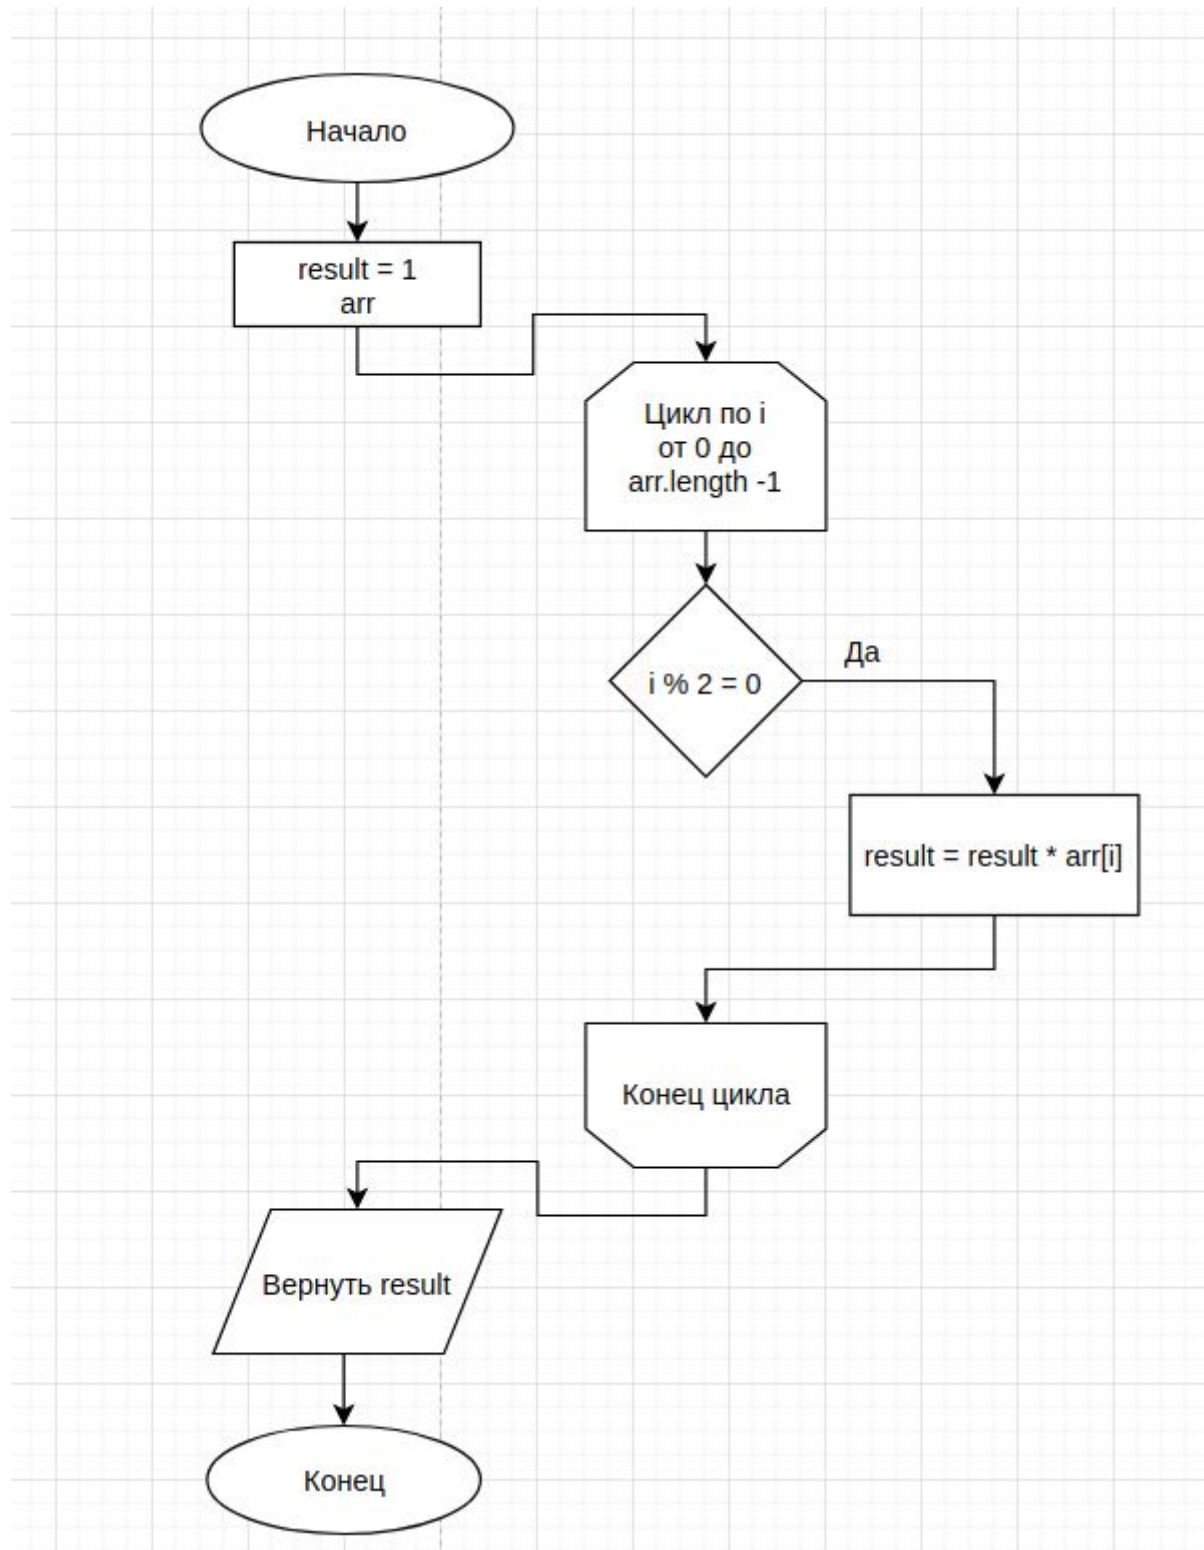 Начало
result = 1
arr
Цикл по i
от 0 до
arr.length -1
i % 2 = 0
Да
result = result * arr[i]
Конец цикла
Вернуть result
Конец